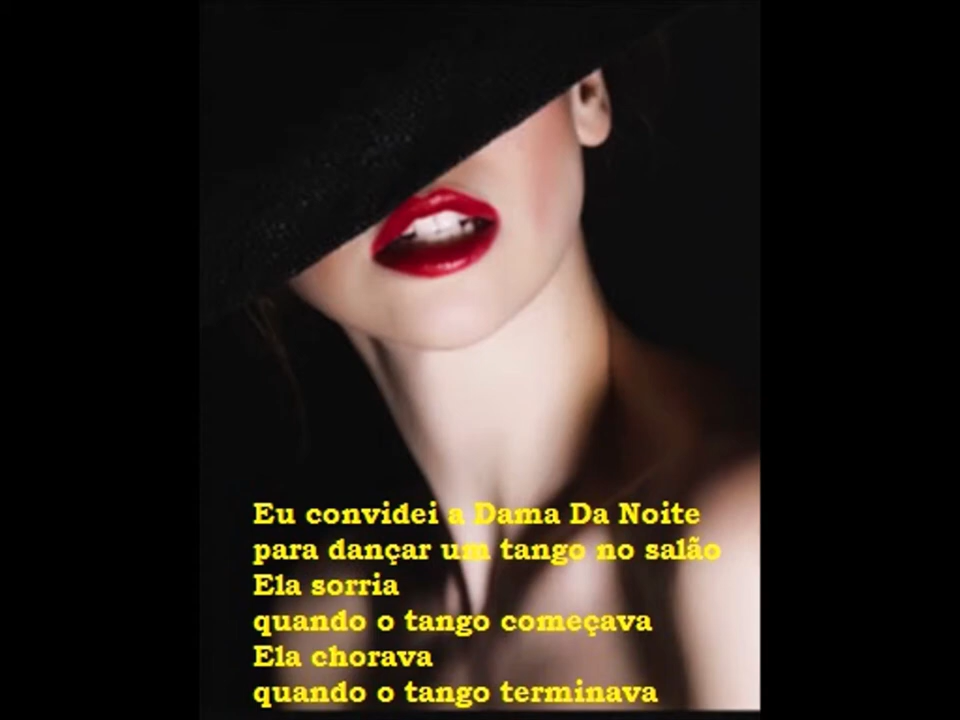 Eu convidei a Dama Da Noite
para dançar um tango no salão
Ela sorria
quando o tango começava
Ela chorava
quando o tango terminava